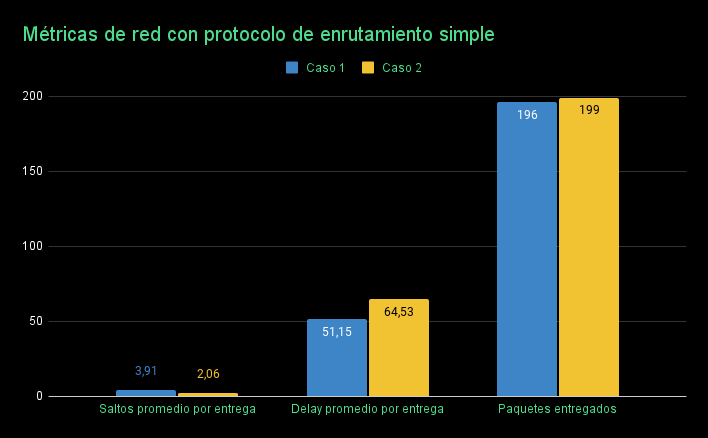 Métricas de red con protocolo de enrutamiento simple
Caso 1 Caso 2
200
150
100
50
0
3,91
2,06
51,15
64,53
196
199
Saltos promedio por entrega
Delay promedio por entrega
Paquetes entregados